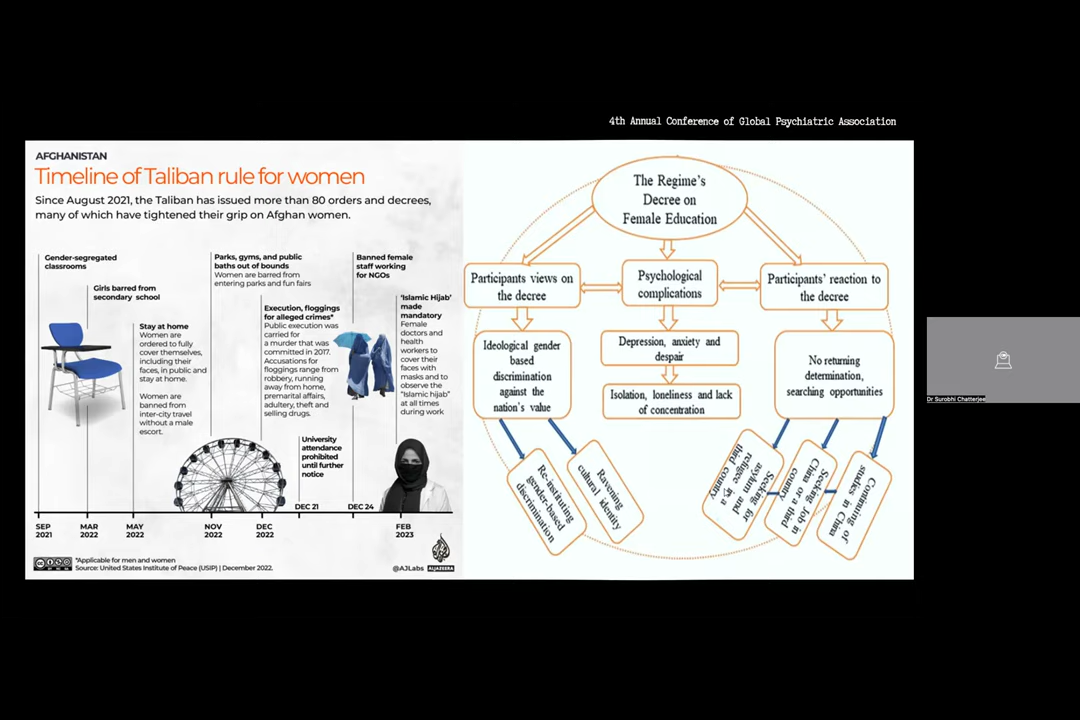 4th Annual Conference of Global Psychiatric Association
AFGHANISTAN
Timeline of Taliban rule for women
Since August 2021, the Taliban has issued more than 80 orders and decrees,
many of which have tightened their grip on Afghan women.
Gender-segregated
classrooms
Girls barred from
secondary school
Stay at home
Women are
ordered to fully
cover themselves,
including their
faces, in public and
stay at home.
Women are
banned from
inter-city travel
without a male
escort.
Parks, gyms, and public
baths out of bounds
Women are barred from
entering parks and fun fairs
Execution, floggings
for alleged crimes*
Public execution was
carried for
a murder that was
committed in 2017.
Accusations for
floggings range from
robbery, running
away from home,
premarital affairs,
adultery, theft and
selling drugs.
University
attendance
prohibited
until further
notice
Banned female
staff working
for NGOs
'Islamic Hijab'
made
mandatory
Female
doctors and
health
workers to
cover their
faces with
masks and to
observe the
"Islamic hijab"
at all times
during work
DEC 21
DEC 24
SEP
2021
MAR
2022
MAY
2022
NOV
2022
DEC
2022
FEB
2023
*Applicable for men and women
Source: United States Institute of Peace (USIP) | December 2022.
@AJLabs
ALJAZEERA
The Regime's
Decree on
Female Education
Participants views on
the decree
Psychological
complications
Participants' reaction to
the decree
Ideological gender
based
discrimination
against the
nation's value
Depression, anxiety and
despair
Isolation, loneliness and lack
of concentration
No returning
determination,
searching opportunities
Re-instituting
gender-based
discrimination
Ravening
cultural identity
Seeking for
asylum and
refugee in a
third country
Seeking Job in
China or a third
country
Continuing of
studies in China
Dr Surobhi Chatterjee